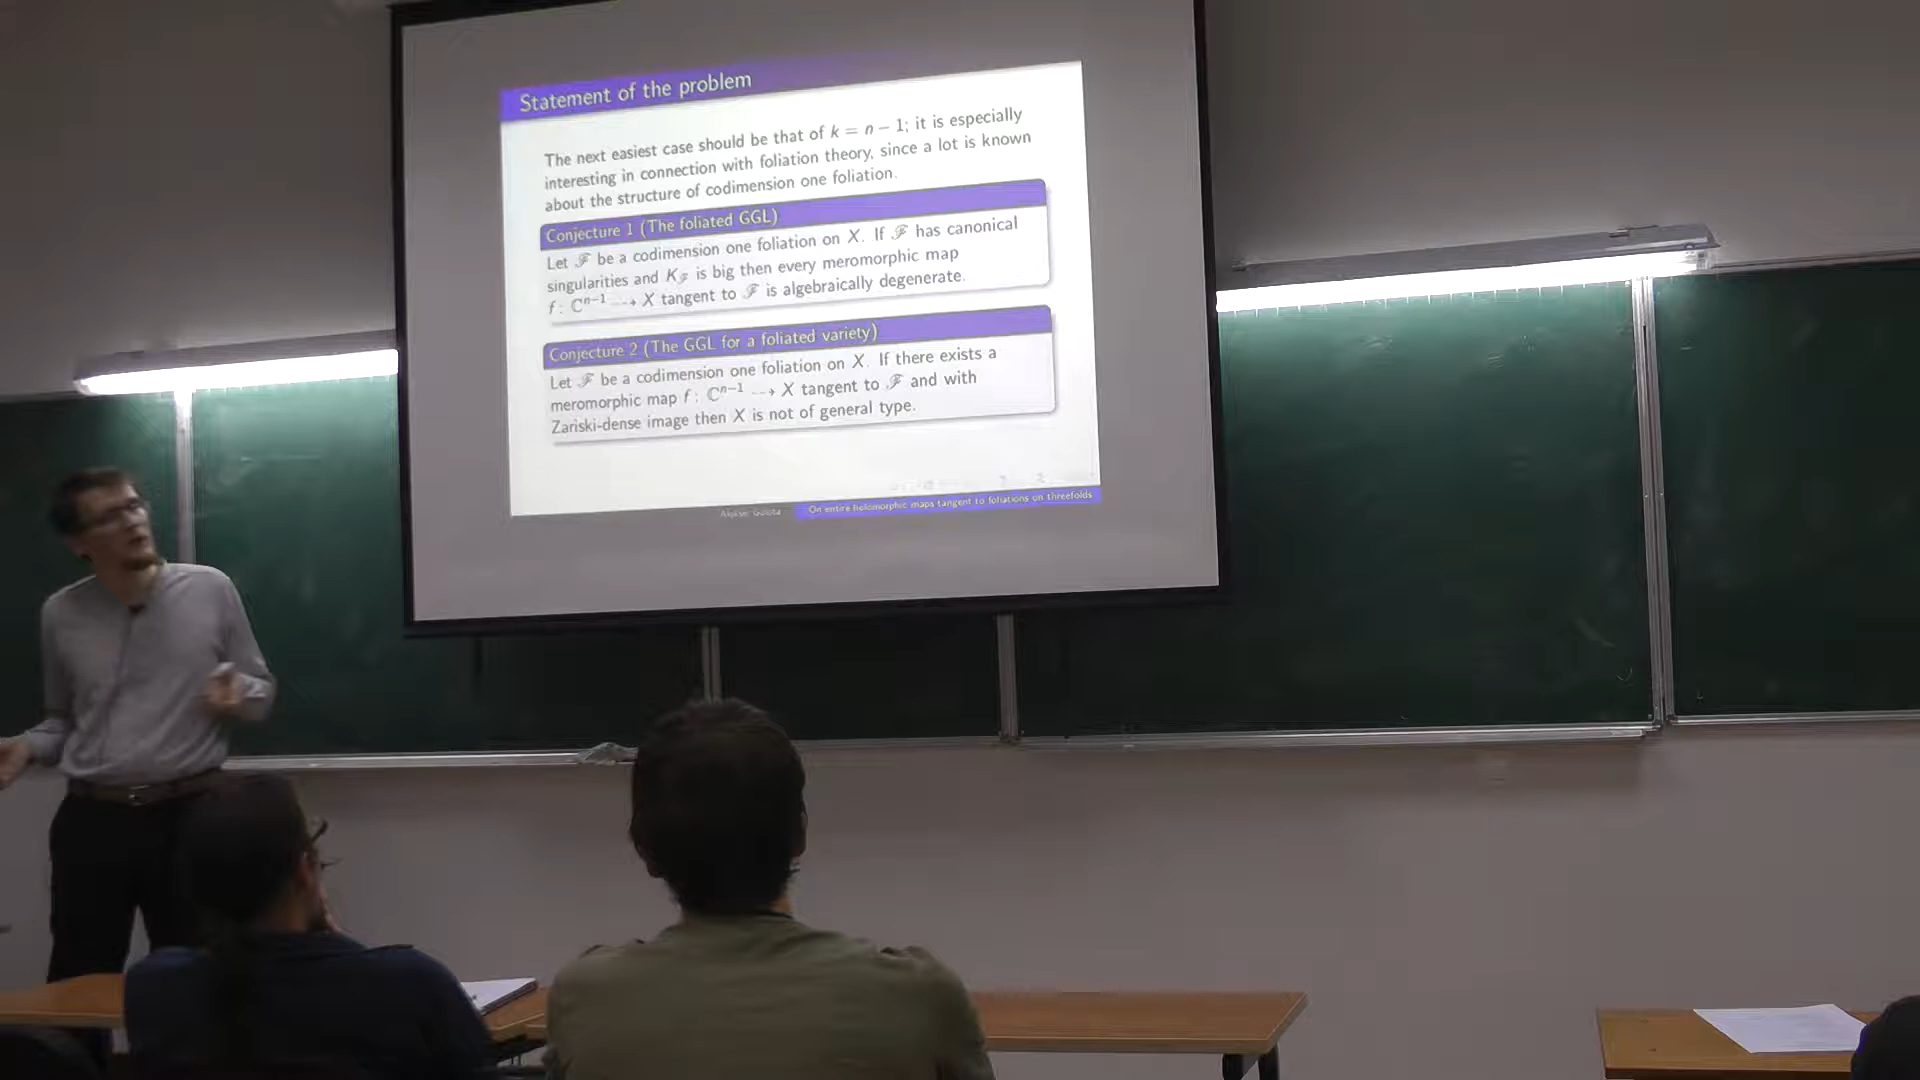 Statement of the problem
The next easiest case should be that of k = n − 1; it is especially
interesting in connection with foliation theory, since a lot is known
about the structure of codimension one foliation.
Conjecture 1 (The foliated GGL)
Let ℱ be a codimension one foliation on X. If ℱ has canonical
singularities and K_ℱ is big then every meromorphic map
f: ℂⁿ⁻¹ ⇢ X tangent to ℱ is algebraically degenerate.
Conjecture 2 (The GGL for a foliated variety)
Let ℱ be a codimension one foliation on X. If there exists a
meromorphic map f: ℂⁿ⁻¹ ⇢ X tangent to ℱ and with
Zariski-dense image then X is not of general type.
On entire holomorphic maps tangent to foliations on threefolds